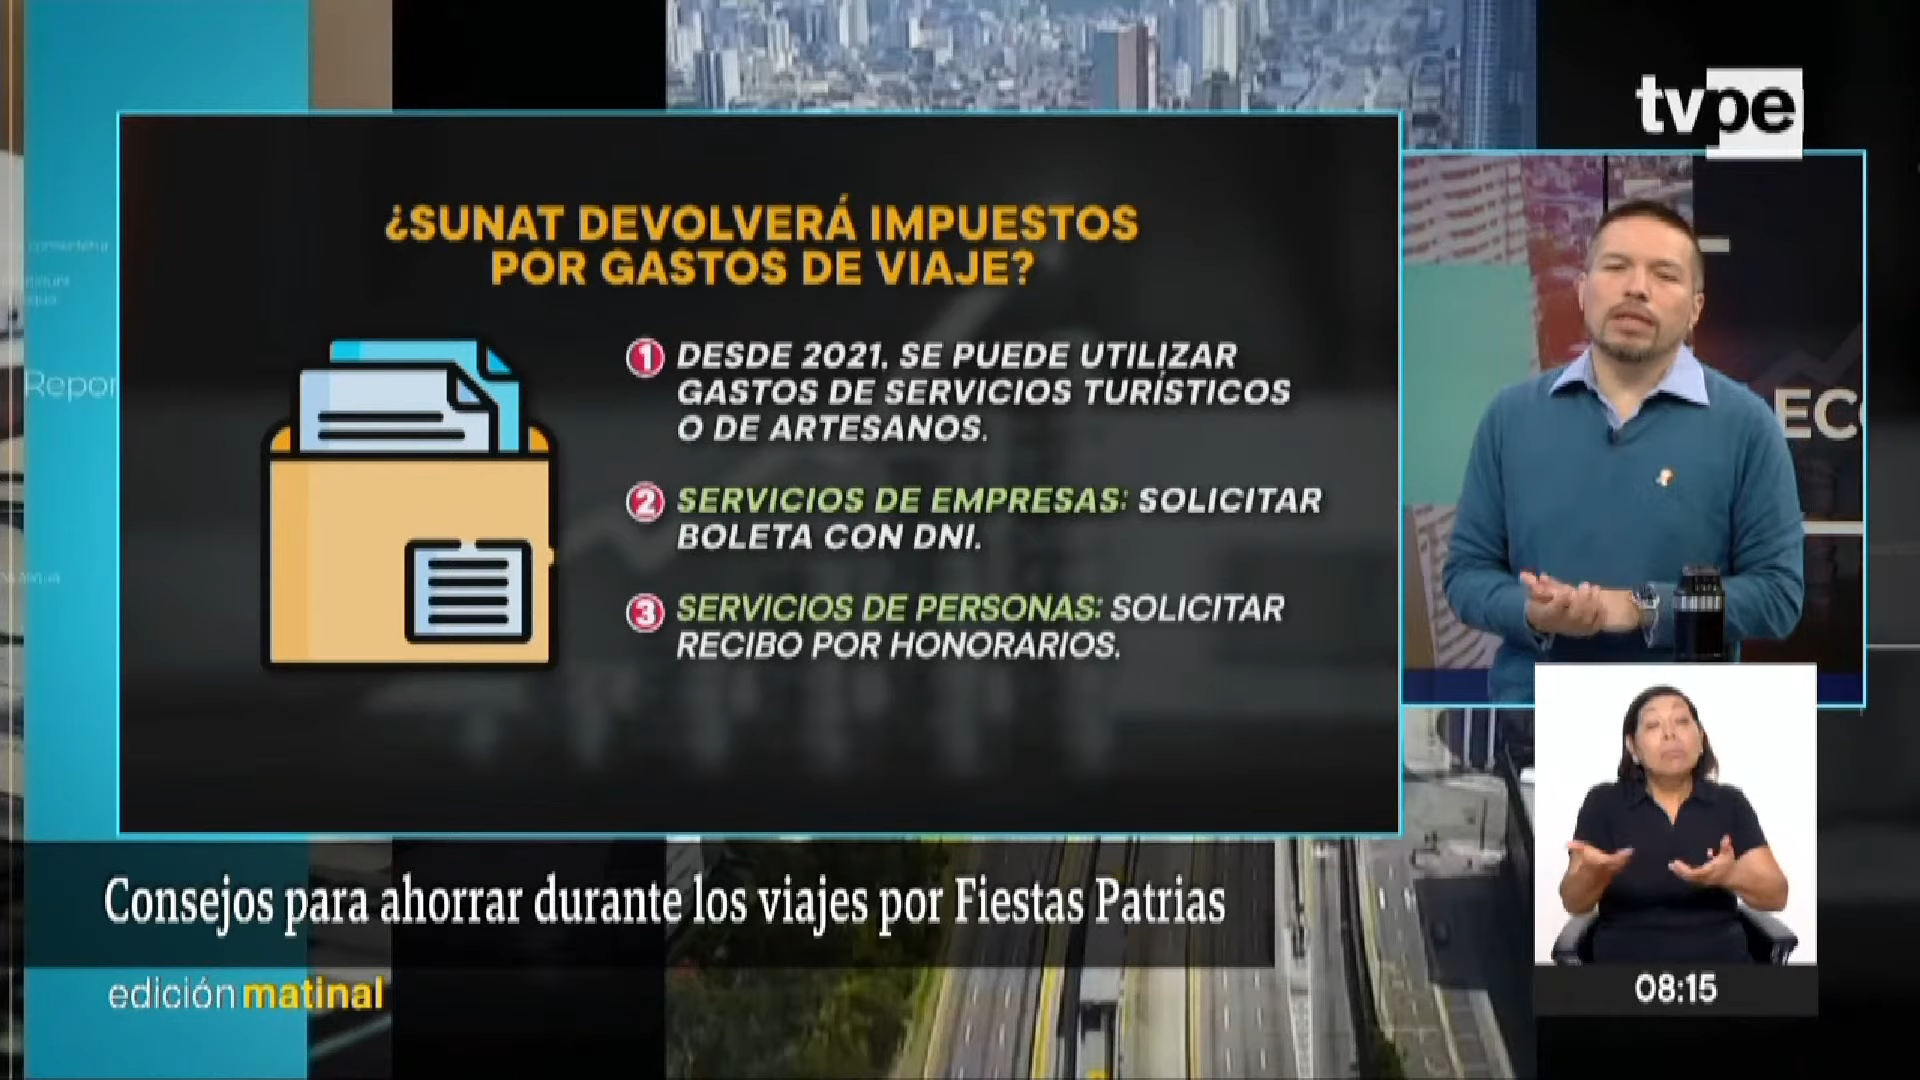 tvpe
¿SUNAT DEVOLVERÁ IMPUESTOS
POR GASTOS DE VIAJE?
1 DESDE 2021. SE PUEDE UTILIZAR
GASTOS DE SERVICIOS TURÍSTICOS
O DE ARTESANOS.
2 SERVICIOS DE EMPRESAS: SOLICITAR
BOLETA CON DNI.
3 SERVICIOS DE PERSONAS: SOLICITAR
RECIBO POR HONORARIOS.
Repor
EC
Consejos para ahorrar durante los viajes por Fiestas Patrias
edición matinal
08:15